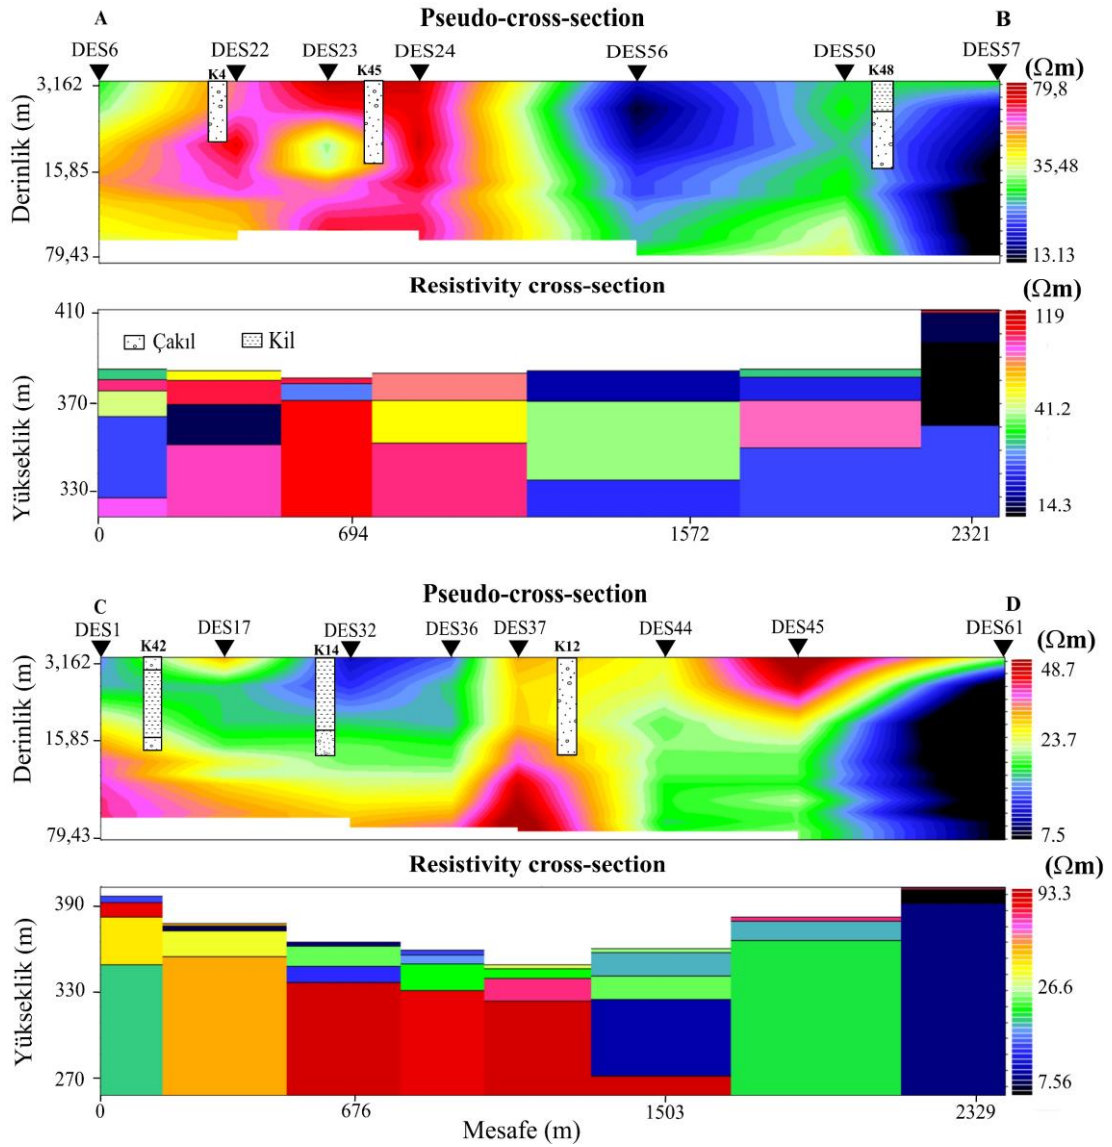 Pseudo-cross-section
A B
DES6 DES22 DES23 DES24 DES56 DES50 DES57
K4 K45 K48
(Ωm)
Derinlik (m)
3.162
15,85
79,43
79,8
35,48
13.13
Resistivity cross-section
(Ωm)
Yükseklik (m)
410
370
330
Çakıl Kil
119
41.2
14.3
0 694 1572 2321
Pseudo-cross-section
C D
DES1 DES17 DES32 DES36 DES37 DES44 DES45 DES61
K42 K14 K12
(Ωm)
Derinlik (m)
3.162
15,85
79,43
48.7
23.7
7.5
Resistivity cross-section
(Ωm)
Yükseklik (m)
390
330
270
93.3
26.6
7.56
0 676 1503 2329
Mesafe (m)